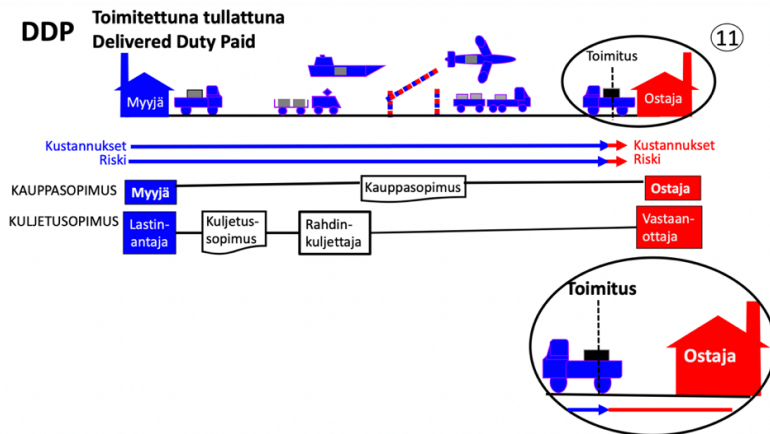 DDP
Toimitettuna tullattuna
Delivered Duty Paid
11
Toimitus
Myyjä
Ostaja
Kustannukset
Kustannukset
Riski
Riski
KAUPPASOPIMUS
Myyjä
Kauppasopimus
Ostaja
KULJETUSOPIMUS
Lastin-
antaja
Kuljetus-
sopimus
Rahdin-
kuljettaja
Vastaan-
ottaja
Toimitus
Ostaja